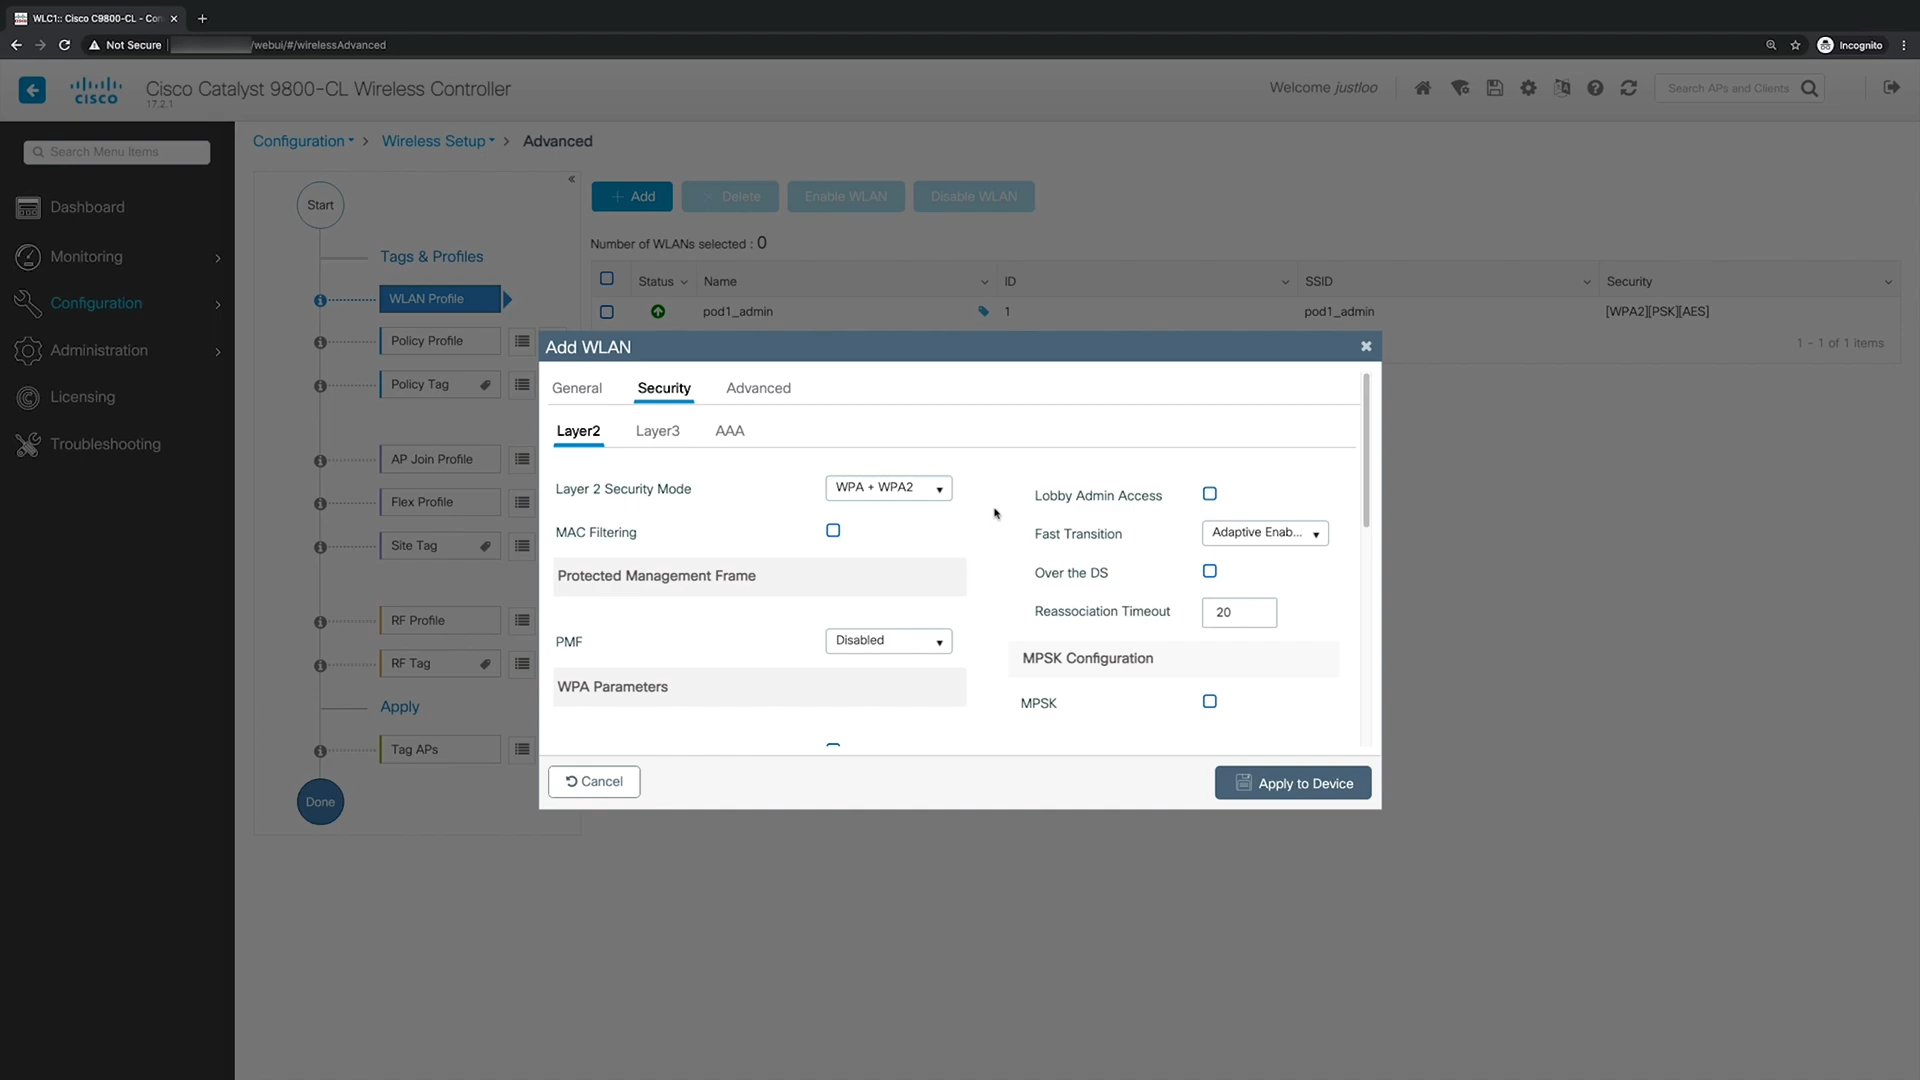 WLC1:: Cisco C9800-CL - Con
Not Secure
/webui/#/wirelessAdvanced
Incognito
CISCO
Cisco Catalyst 9800-CL Wireless Controller
17.2.1
Welcome justloo
Search APs and Clients
Search Menu Items
Dashboard
Monitoring
Configuration
Administration
Licensing
Troubleshooting
Configuration > Wireless Setup > Advanced
Start
Tags & Profiles
WLAN Profile
Policy Profile
Policy Tag
AP Join Profile
Flex Profile
Site Tag
RF Profile
RF Tag
Apply
Tag APs
Done
+ Add
× Delete
Enable WLAN
Disable WLAN
Number of WLANs selected : 0
Status Name ID SSID Security
pod1_admin 1 pod1_admin [WPA2][PSK][AES]
1 - 1 of 1 items
Add WLAN
General Security Advanced
Layer2 Layer3 AAA
Layer 2 Security Mode WPA + WPA2
MAC Filtering
Protected Management Frame
PMF Disabled
WPA Parameters
Lobby Admin Access
Fast Transition Adaptive Enab...
Over the DS
Reassociation Timeout 20
MPSK Configuration
MPSK
Cancel
Apply to Device